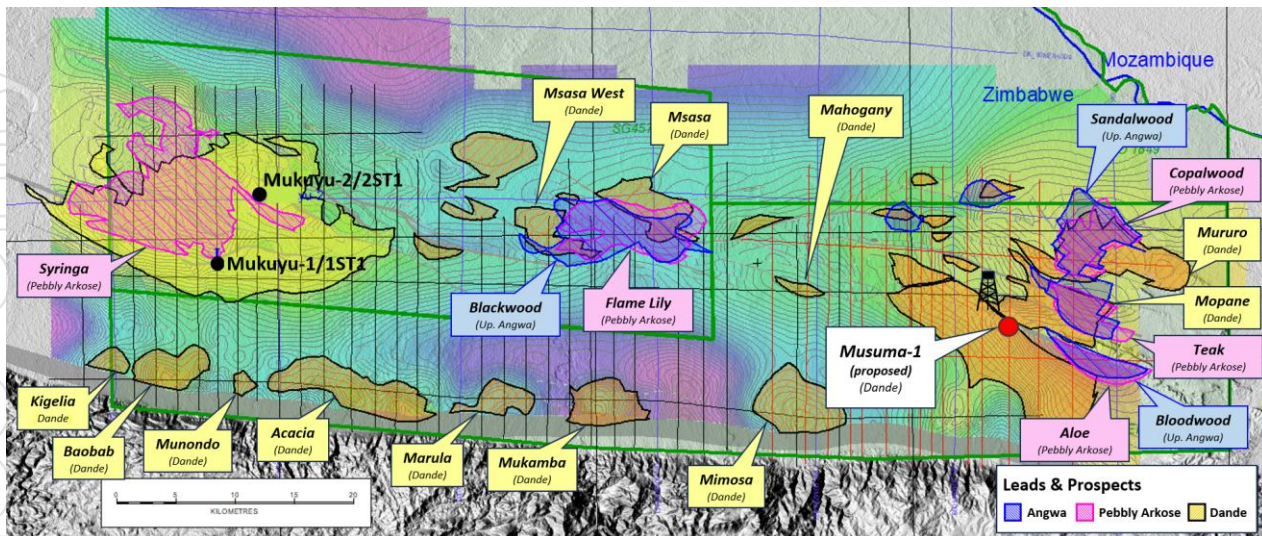 Mozambique
Zimbabwe
Msasa West
(Dande)
Msasa
(Dande)
Mahogany
(Dande)
Sandalwood
(Up. Angwa)
Copalwood
(Pebbly Arkose)
Mururo
(Dande)
Mopane
(Dande)
Teak
(Pebbly Arkose)
Mukuyu-2/2ST1
Mukuyu-1/1ST1
Syringa
(Pebbly Arkose)
Blackwood
(Up. Angwa)
Flame Lily
(Pebbly Arkose)
Musuma-1
(proposed)
(Dande)
Kigelia
Dande
Baobab
(Dande)
Munondo
(Dande)
Acacia
(Dande)
Marula
(Dande)
Mukamba
(Dande)
Mimosa
(Dande)
Aloe
(Pebbly Arkose)
Bloodwood
(Up. Angwa)
0 5 10 15 20
KILOMETRES
Leads & Prospects
Angwa Pebbly Arkose Dande